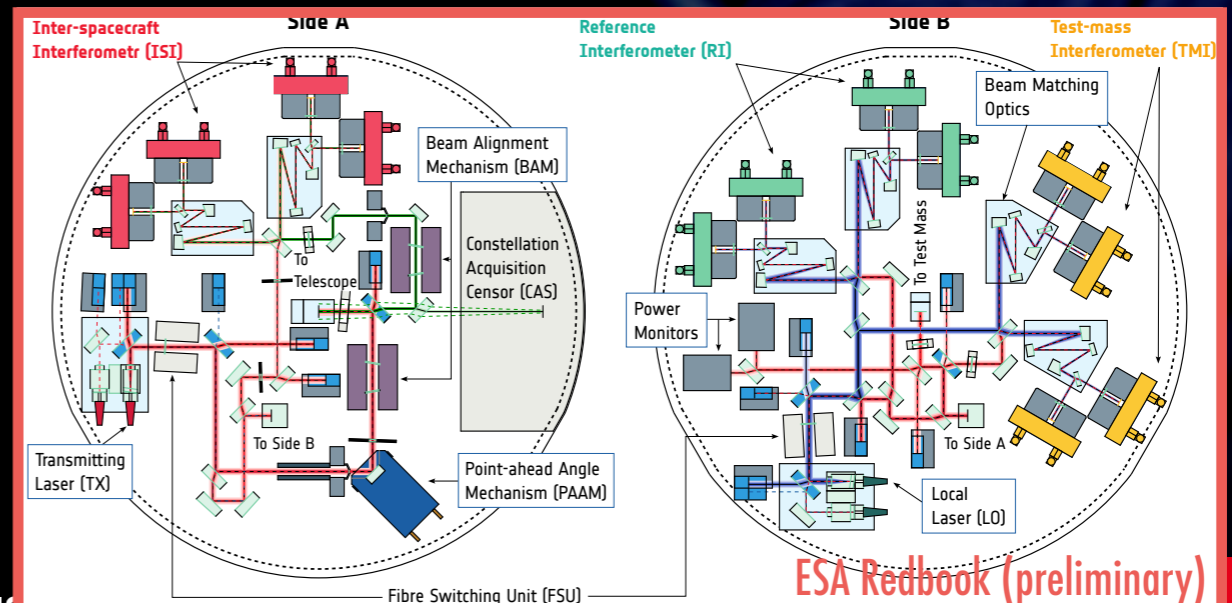 Side A
Side B
Inter-spacecraft
Interferometr (ISI)
Reference
Interferometer (RI)
Test-mass
Interferometer (TMI)
Beam Matching
Optics
Beam Alignment
Mechanism (BAM)
Constellation
Acquisition
Censor (CAS)
To
Telescope
To Test Mass
Power
Monitors
To Side B
To Side A
Transmitting
Laser (TX)
Point-ahead Angle
Mechanism (PAAM)
Local
Laser (LO)
Fibre Switching Unit (FSU)
ESA Redbook (preliminary)